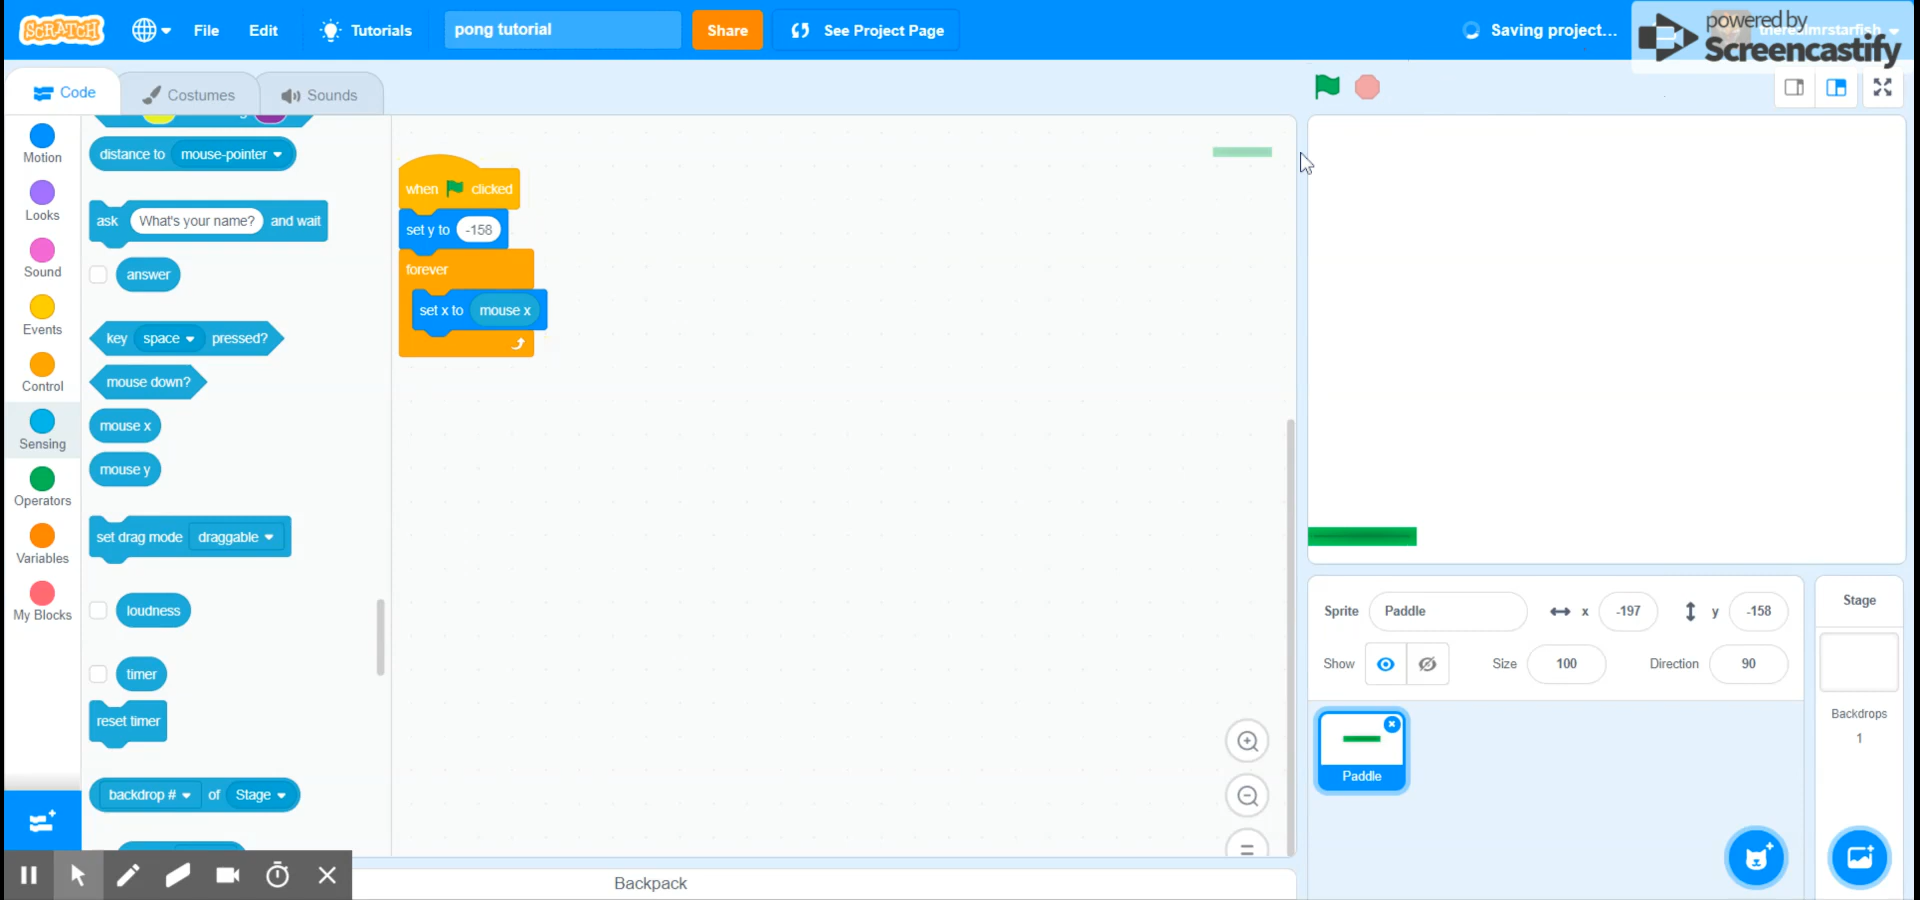 SCRATCH
File
Edit
Tutorials
pong tutorial
Share
See Project Page
Saving project...
powered by
Screencastify
Code
Costumes
Sounds
Motion
Looks
Sound
Events
Control
Sensing
Operators
Variables
My Blocks
distance to mouse-pointer
ask What's your name? and wait
answer
key space pressed?
mouse down?
mouse x
mouse y
set drag mode draggable
loudness
timer
reset timer
backdrop # of Stage
when clicked
set y to -158
forever
set x to mouse x
Backpack
Sprite Paddle x -197 y -158
Show Size 100 Direction 90
Paddle
Stage
Backdrops
1